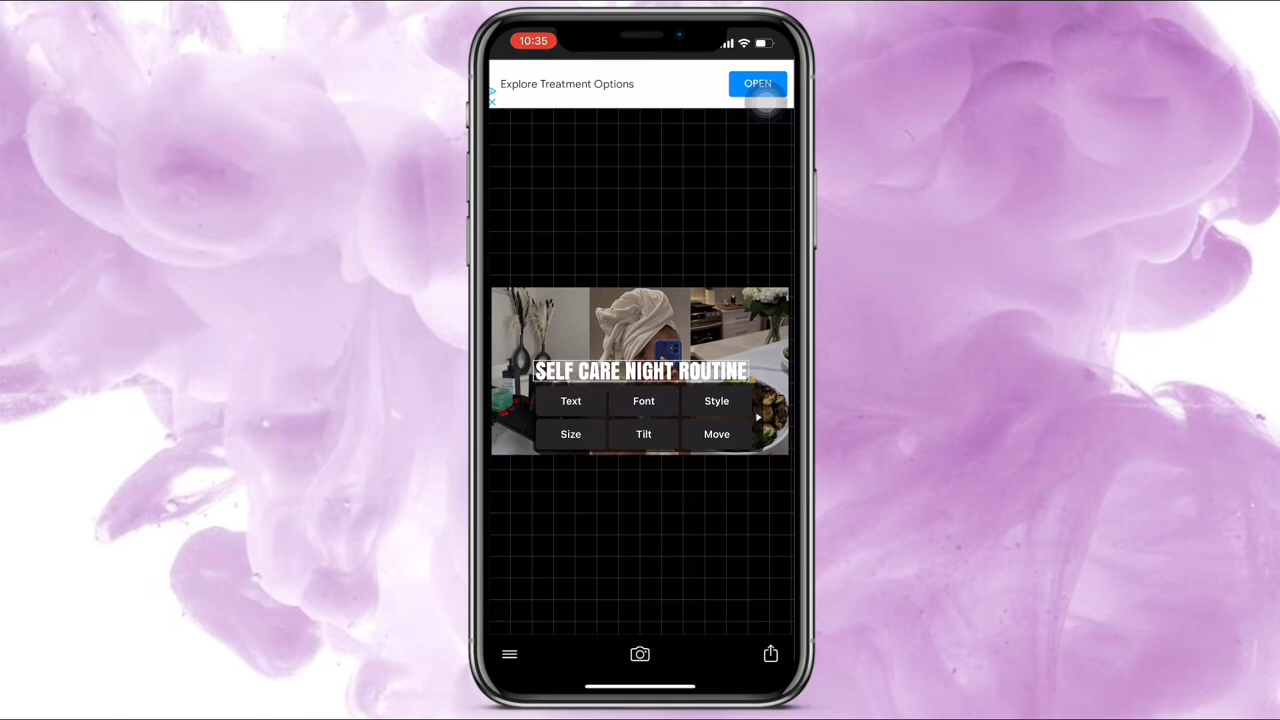 10:35
Explore Treatment Options
OPEN
SELF CARE NIGHT ROUTINE
Text Font Style
Size Tilt Move